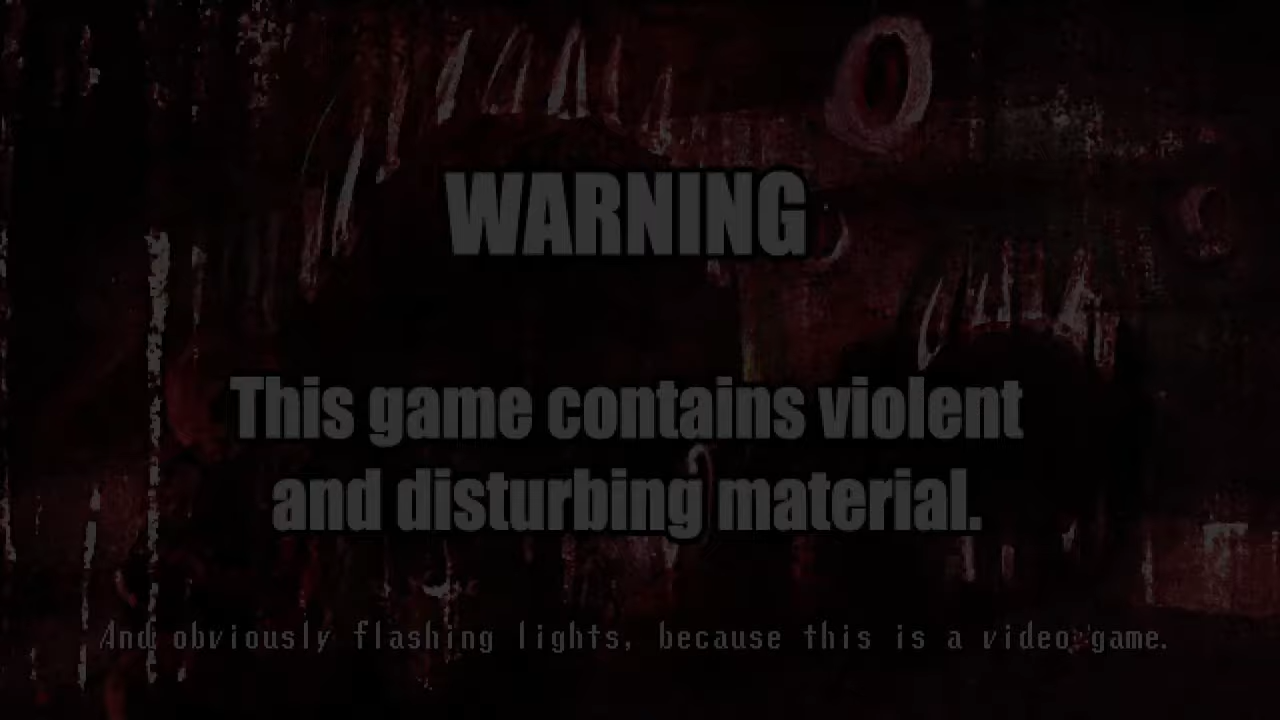 WARNING
This game contains violent
and disturbing material.
And obviously flashing lights, because this is a video game.